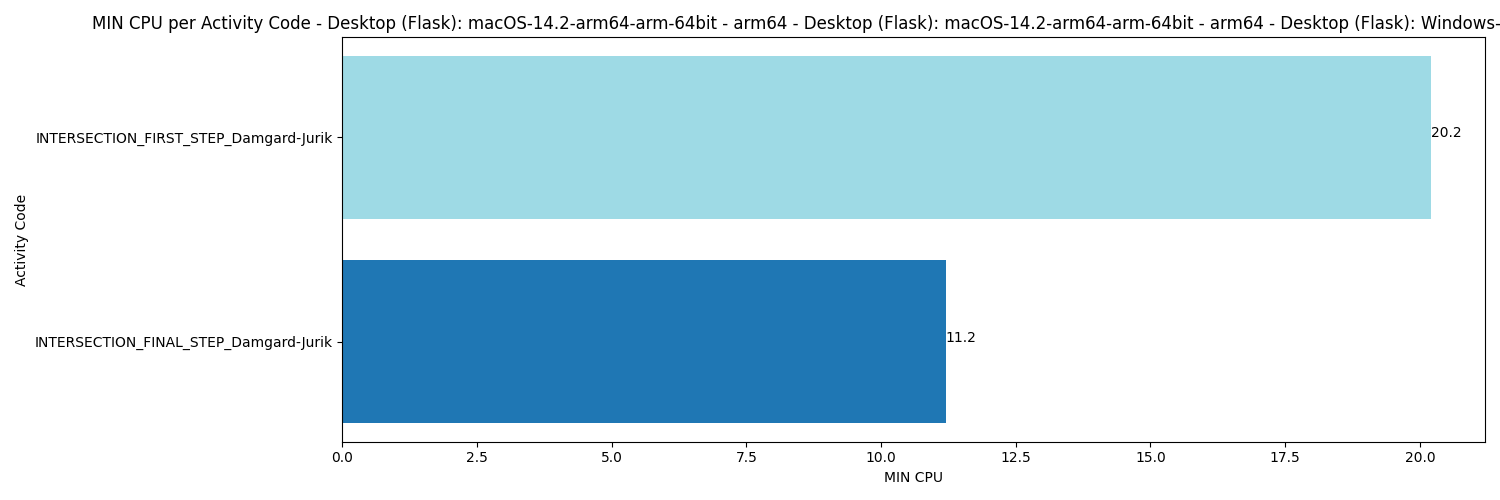 MIN CPU per Activity Code - Desktop (Flask): macOS-14.2-arm64-arm-64bit - arm64 - Desktop (Flask): macOS-14.2-arm64-arm-64bit - arm64 - Desktop (Flask): Windows-
INTERSECTION_FIRST_STEP_Damgard-Jurik
20.2
Activity Code
INTERSECTION_FINAL_STEP_Damgard-Jurik
11.2
0.0 2.5 5.0 7.5 10.0 12.5 15.0 17.5 20.0
MIN CPU